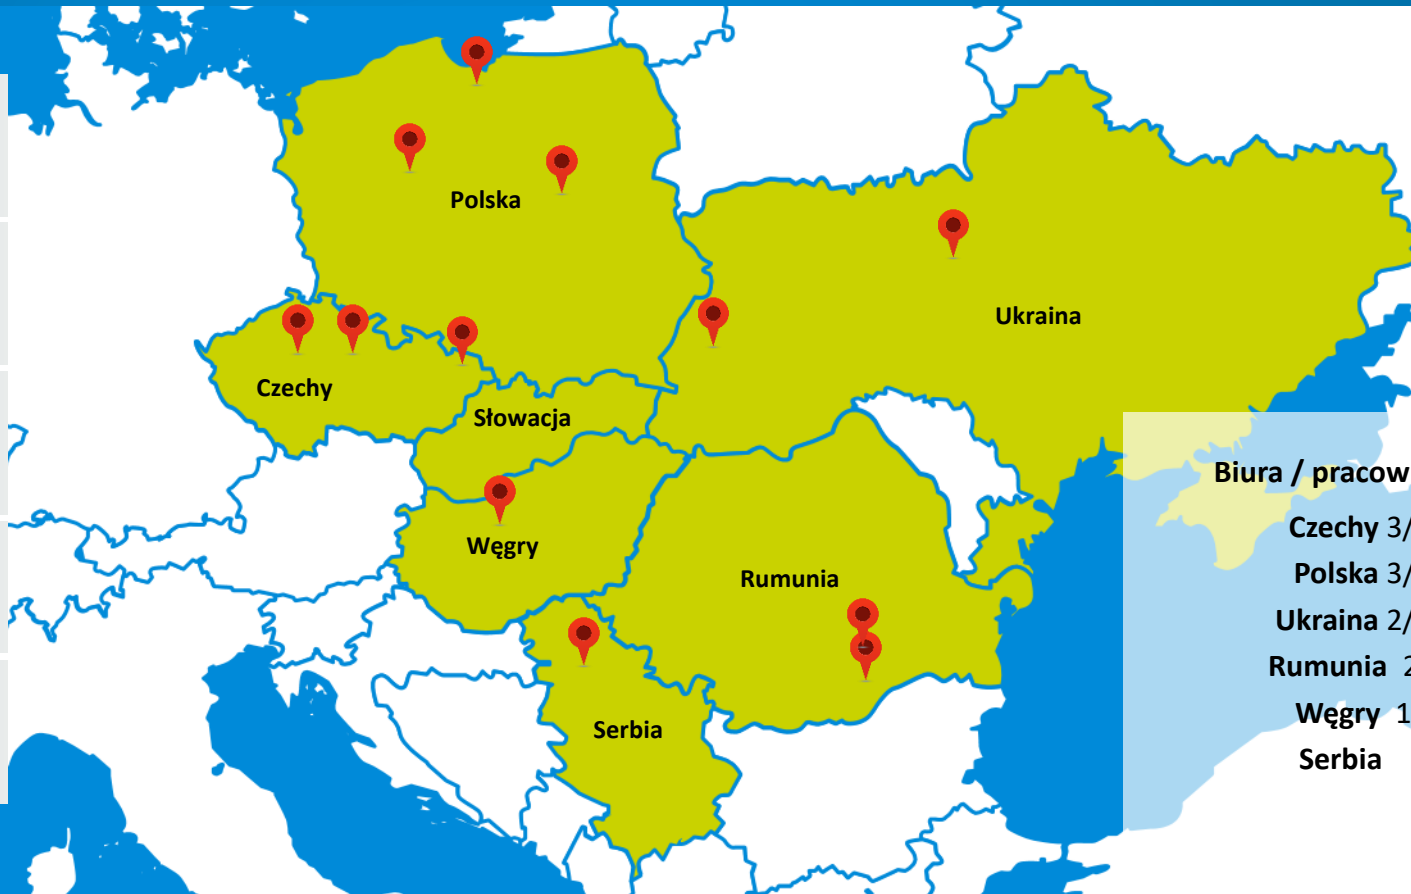 Polska
Ukraina
Czechy
Słowacja
Węgry
Rumunia
Serbia
Biura / pracow
Czechy 3/
Polska 3/
Ukraina 2/
Rumunia 2
Węgry 1
Serbia